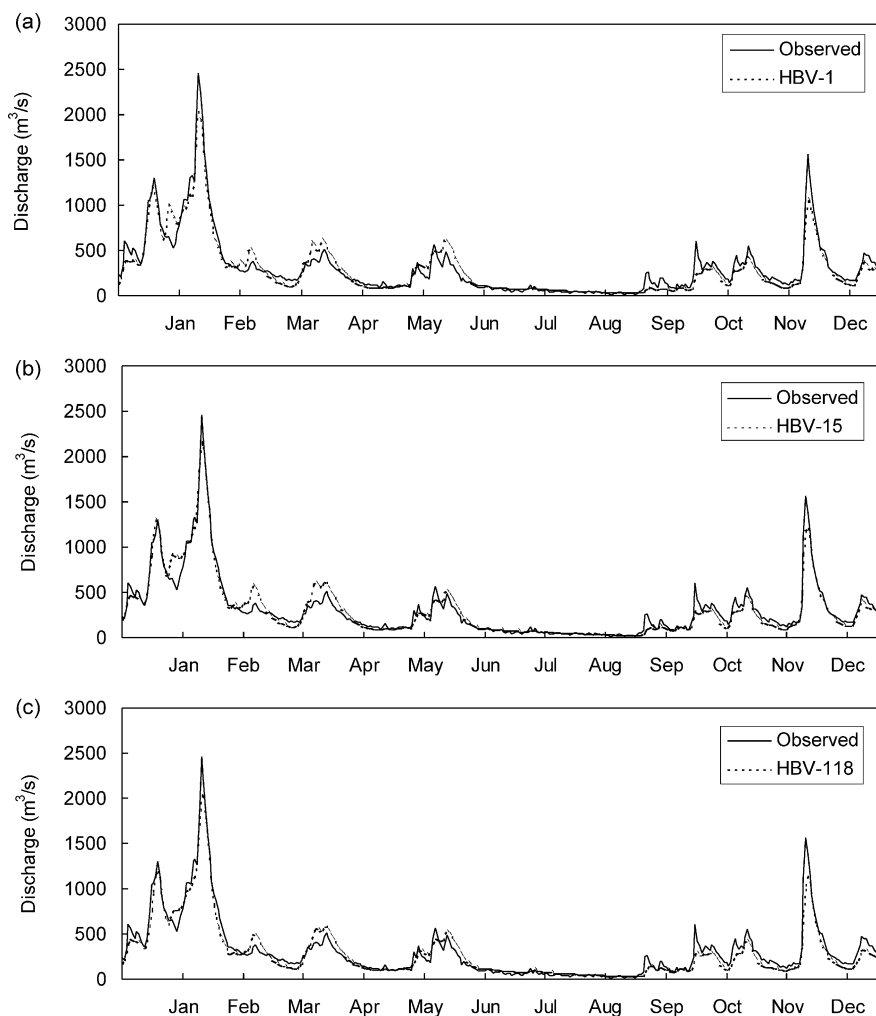 (a)
3000
2500
2000
1500
1000
500
0
Discharge (m³/s)
Observed
HBV-1
Jan Feb Mar Apr May Jun Jul Aug Sep Oct Nov Dec
(b)
3000
2500
2000
1500
1000
500
0
Discharge (m³/s)
Observed
HBV-15
Jan Feb Mar Apr May Jun Jul Aug Sep Oct Nov Dec
(c)
3000
2500
2000
1500
1000
500
0
Discharge (m³/s)
Observed
HBV-118
Jan Feb Mar Apr May Jun Jul Aug Sep Oct Nov Dec